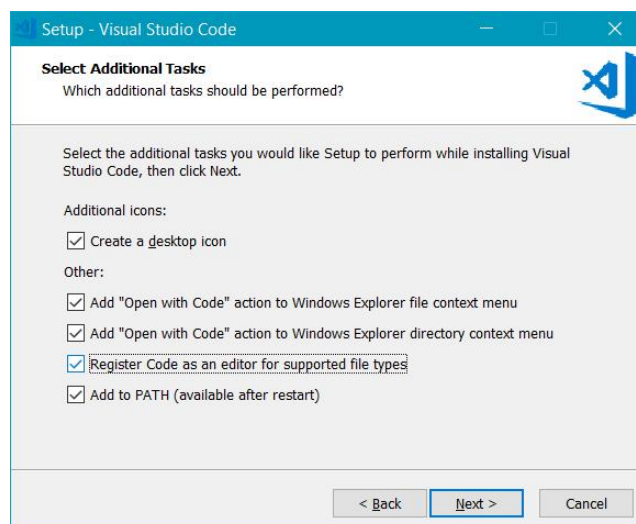 Setup - Visual Studio Code
Select Additional Tasks
Which additional tasks should be performed?
Select the additional tasks you would like Setup to perform while installing Visual
Studio Code, then click Next.
Additional icons:
Create a desktop icon
Other:
Add "Open with Code" action to Windows Explorer file context menu
Add "Open with Code" action to Windows Explorer directory context menu
Register Code as an editor for supported file types
Add to PATH (available after restart)
< Back Next > Cancel